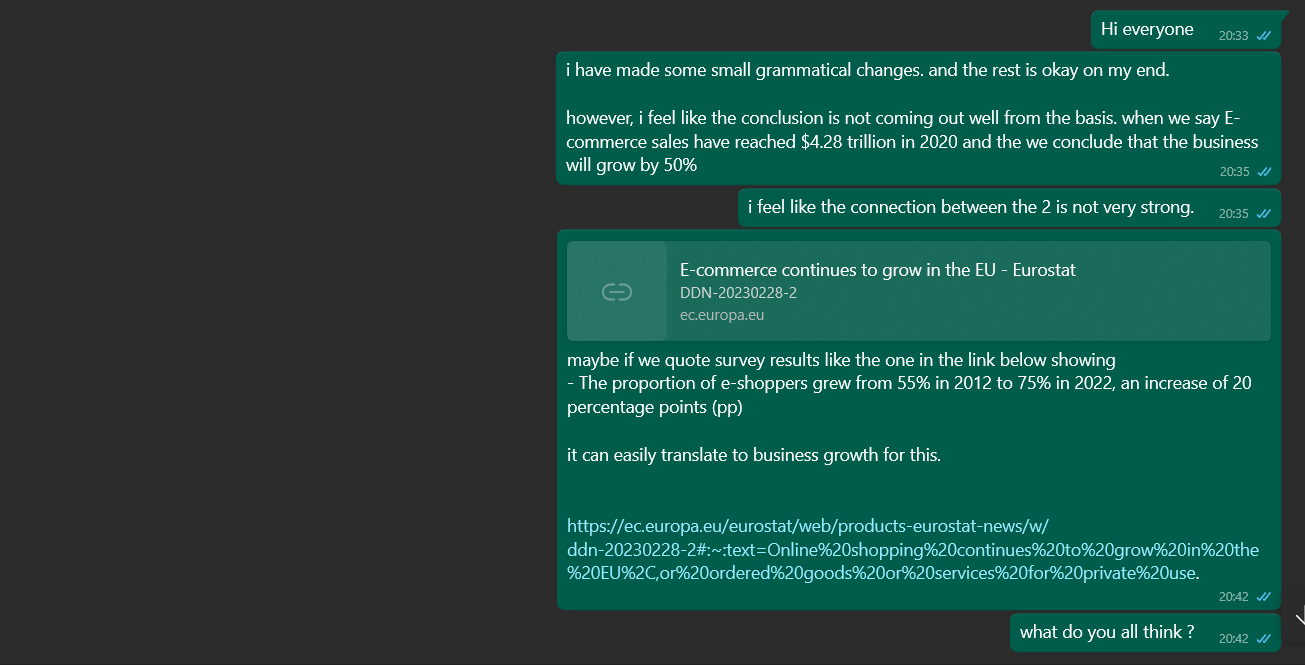 Hi everyone
20:33
i have made some small grammatical changes. and the rest is okay on my end.
however, i feel like the conclusion is not coming out well from the basis. when we say E-
commerce sales have reached $4.28 trillion in 2020 and the we conclude that the business
will grow by 50%
20:35
i feel like the connection between the 2 is not very strong.
20:35
E-commerce continues to grow in the EU - Eurostat
DDN-20230228-2
ec.europa.eu
maybe if we quote survey results like the one in the link below showing
- The proportion of e-shoppers grew from 55% in 2012 to 75% in 2022, an increase of 20
percentage points (pp)
it can easily translate to business growth for this.
https://ec.europa.eu/eurostat/web/products-eurostat-news/w/
ddn-20230228-2#:~:text=Online%20shopping%20continues%20to%20grow%20in%20the
%20EU%2C,or%20ordered%20goods%20or%20services%20for%20private%20use.
20:42
what do you all think ?
20:42